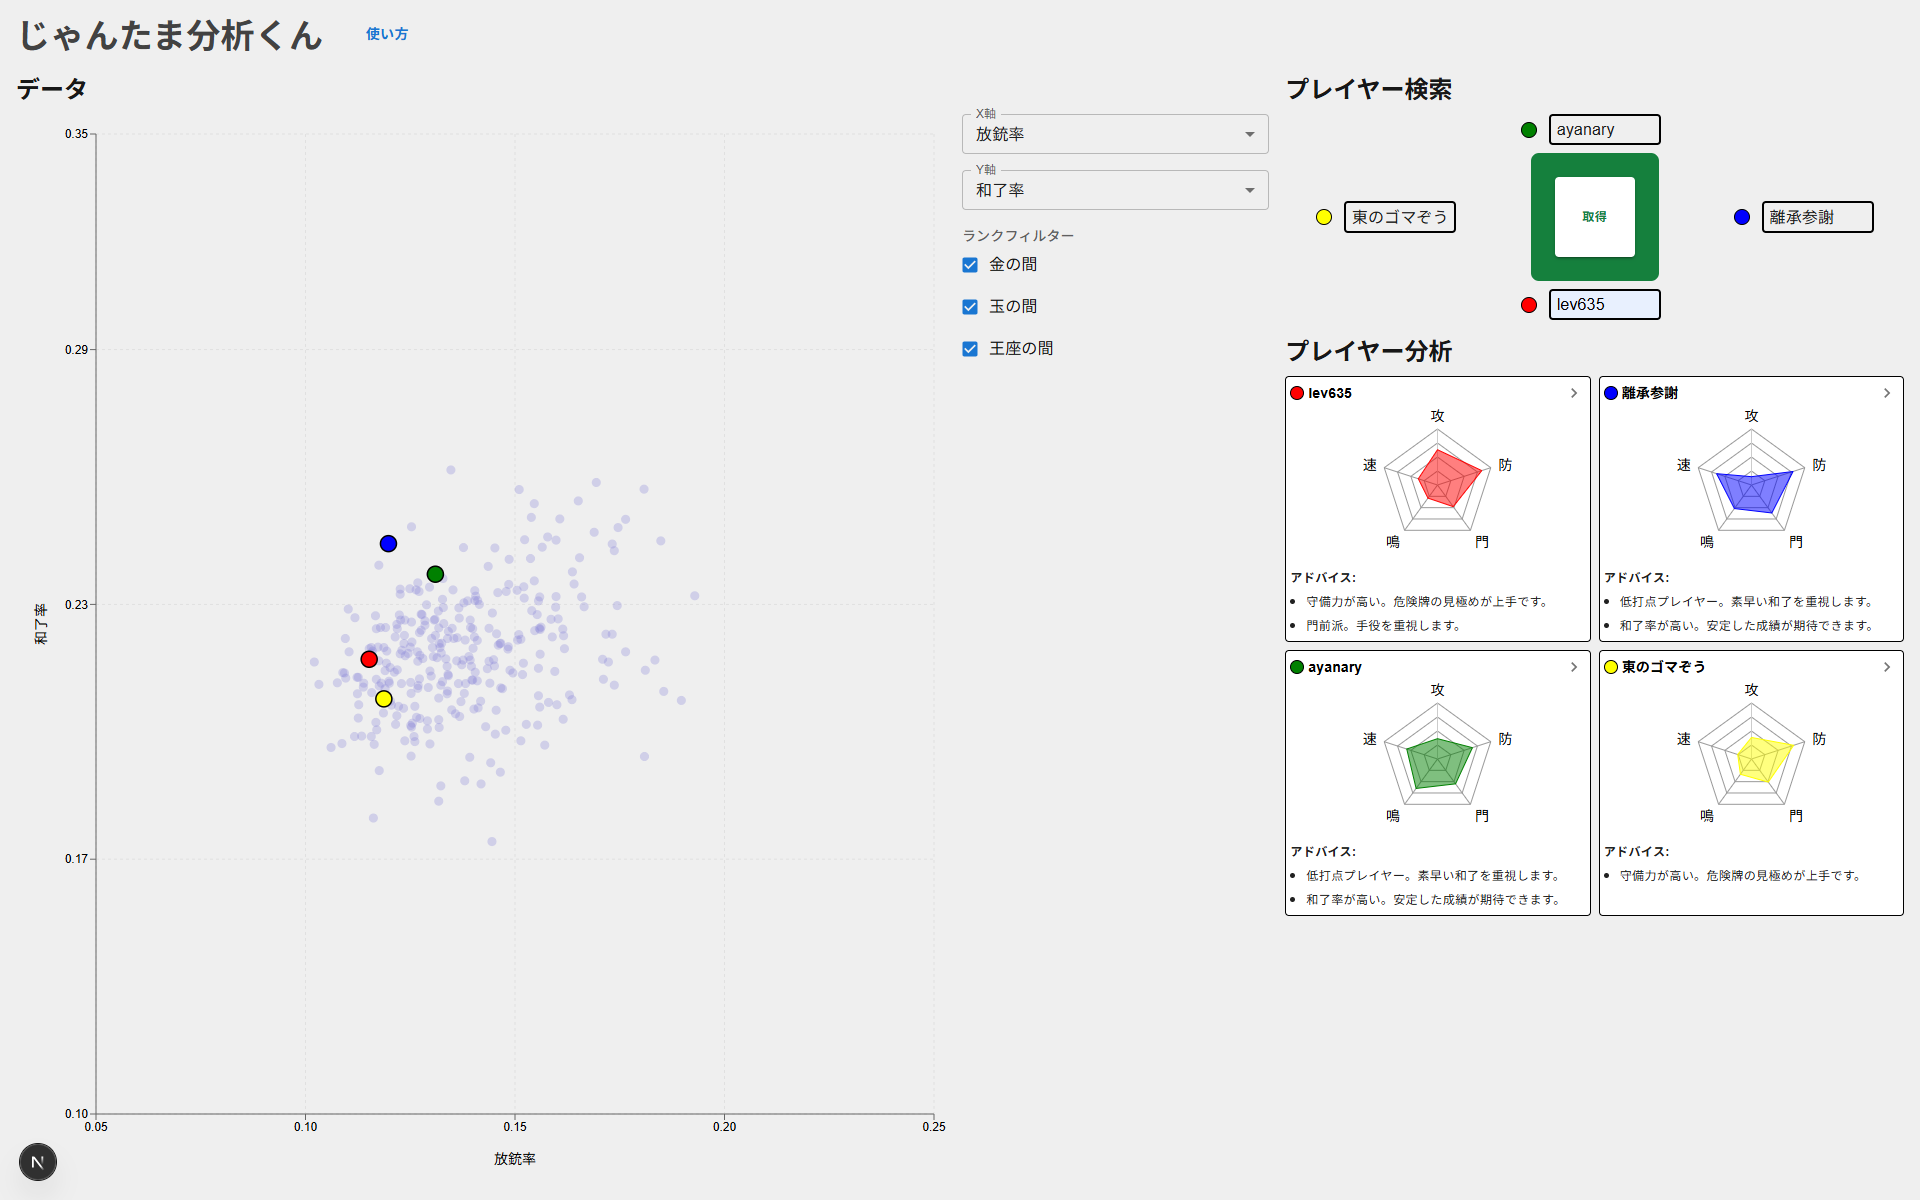 じゃんたま分析くん
使い方
データ
0.35
0.29
0.23
0.17
0.10
和了率
0.05
0.10
0.15
0.20
0.25
放銃率
X軸
放銃率
Y軸
和了率
ランクフィルター
金の間
玉の間
王座の間
プレイヤー検索
ayanary
東のゴマぞう
取得
離承参謝
lev635
プレイヤー分析
lev635
攻
防
門
鳴
速
アドバイス:
守備力が高い。危険牌の見極めが上手です。
門前派。手役を重視します。
離承参謝
攻
防
門
鳴
速
アドバイス:
低打点プレイヤー。素早い和了を重視します。
和了率が高い。安定した成績が期待できます。
ayanary
攻
防
門
鳴
速
アドバイス:
低打点プレイヤー。素早い和了を重視します。
和了率が高い。安定した成績が期待できます。
東のゴマぞう
攻
防
門
鳴
速
アドバイス:
守備力が高い。危険牌の見極めが上手です。
N